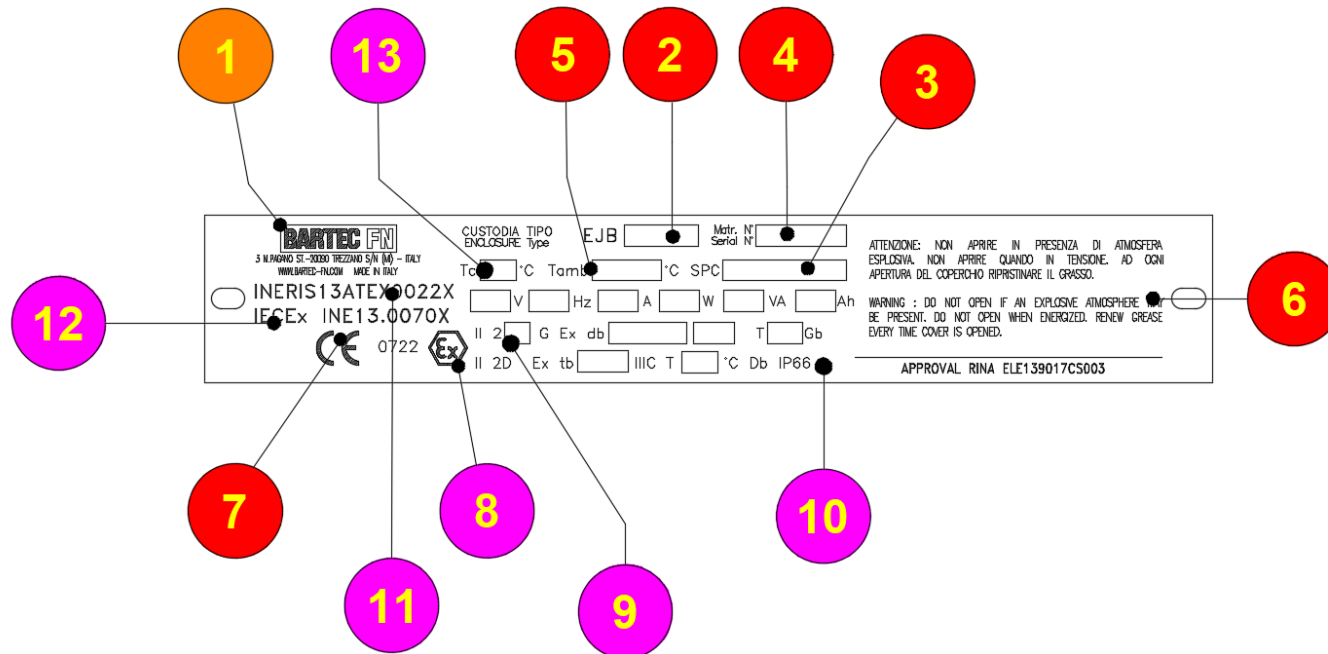 1
13
5
2
4
3
BARTEC FN
3 M.PAGANO ST.-20090 TREZZANO S/N (MI) - ITALY
WWW.BARTEC-FN.COM MADE IN ITALY
INERIS13ATEX0022X
IECEx INE13.0070X
CE 0722 Ex
CUSTODIA TIPO
ENCLOSURE Type
EJB
Matr. N°
Serial N°
°C Tamb °C SPC
V Hz A W VA Ah
II 2 G Ex db T Gb
II 2D Ex tb IIIC T °C Db IP66
ATTENZIONE: NON APRIRE IN PRESENZA DI ATMOSFERA
ESPLOSIVA. NON APRIRE QUANDO IN TENSIONE. AD OGNI
APERTURA DEL COPERCHIO RIPRISTINARE IL GRASSO.
WARNING : DO NOT OPEN IF AN EXPLOSIVE ATMOSPHERE MAY
BE PRESENT. DO NOT OPEN WHEN ENERGIZED. RENEW GREASE
EVERY TIME COVER IS OPENED.
APPROVAL RINA ELE139017CS003
12
6
7
8
10
11
9